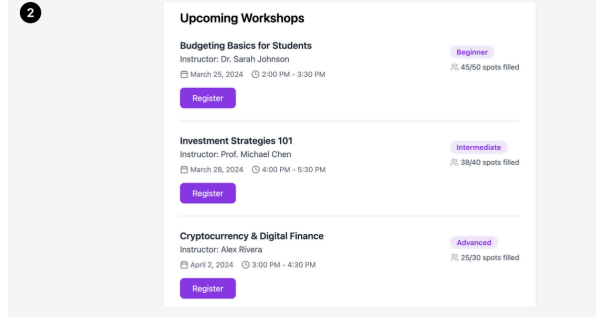 2
Upcoming Workshops
Budgeting Basics for Students
Instructor: Dr. Sarah Johnson
March 25, 2024 2:00 PM - 3:30 PM
Beginner
45/50 spots filled
Register
Investment Strategies 101
Instructor: Prof. Michael Chen
March 28, 2024 4:00 PM - 5:30 PM
Intermediate
38/40 spots filled
Register
Cryptocurrency & Digital Finance
Instructor: Alex Rivera
April 2, 2024 3:00 PM - 4:30 PM
Advanced
25/30 spots filled
Register